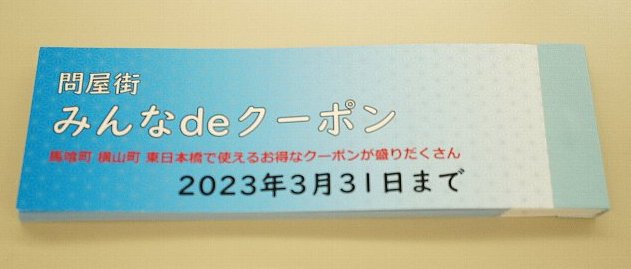 問屋街
みんなdeクーポン
馬喰町 横山町 東日本橋で使えるお得なクーポンが盛りだくさん
2023年3月31日まで